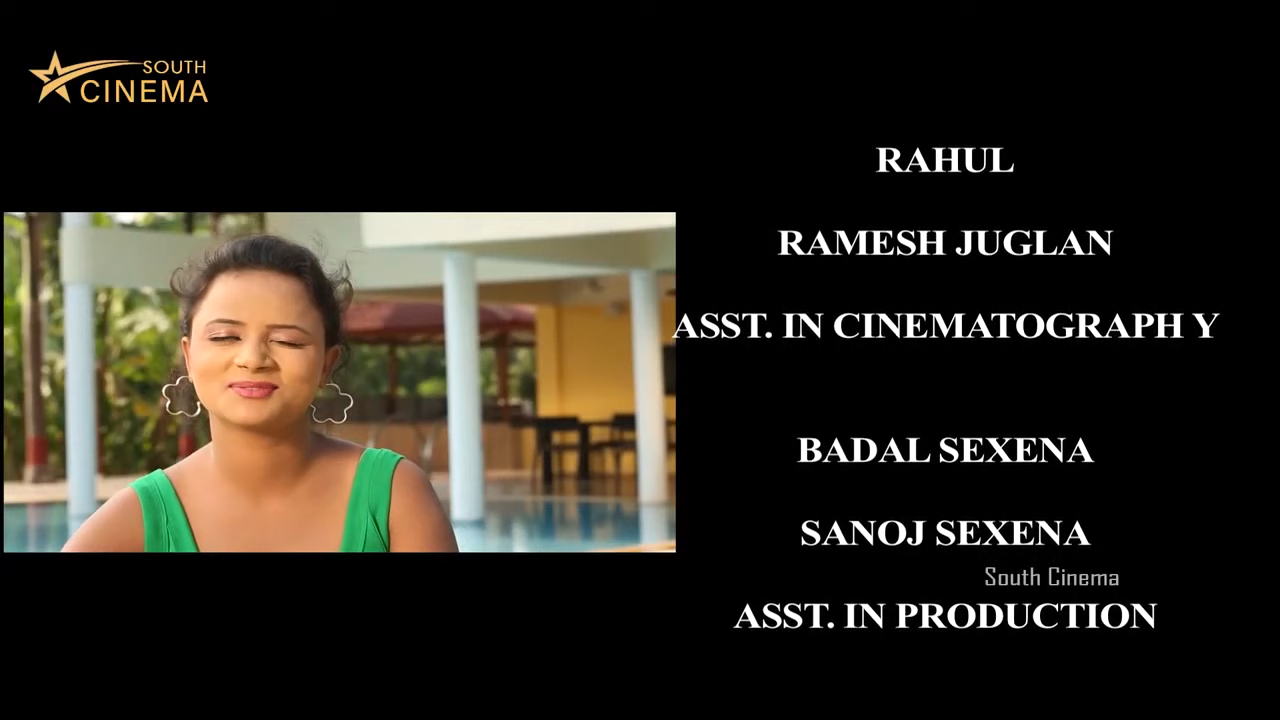 SOUTH
CINEMA
RAHUL
RAMESH JUGLAN
ASST. IN CINEMATOGRAPH Y
BADAL SEXENA
SANOJ SEXENA
South Cinema
ASST. IN PRODUCTION